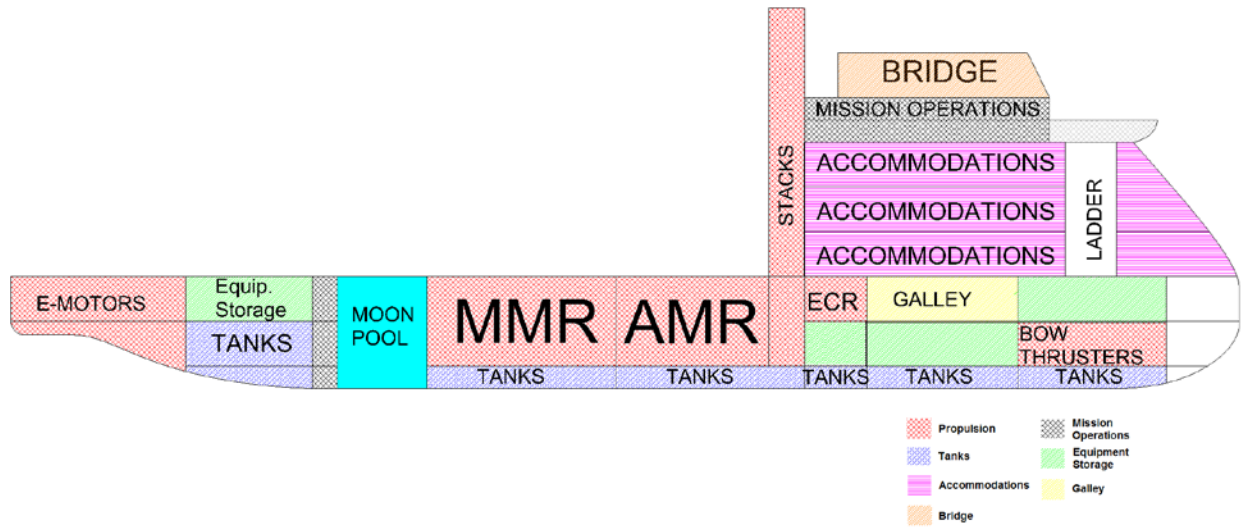 BRIDGE
MISSION OPERATIONS
STACKS
ACCOMMODATIONS
ACCOMMODATIONS
ACCOMMODATIONS
LADDER
E-MOTORS
Equip.
Storage
TANKS
MOON
POOL
MMR
AMR
ECR
GALLEY
BOW
THRUSTERS
TANKS
TANKS
TANKS
TANKS
TANKS
Propulsion
Mission
Operations
Tanks
Equipment
Storage
Accommodations
Galley
Bridge